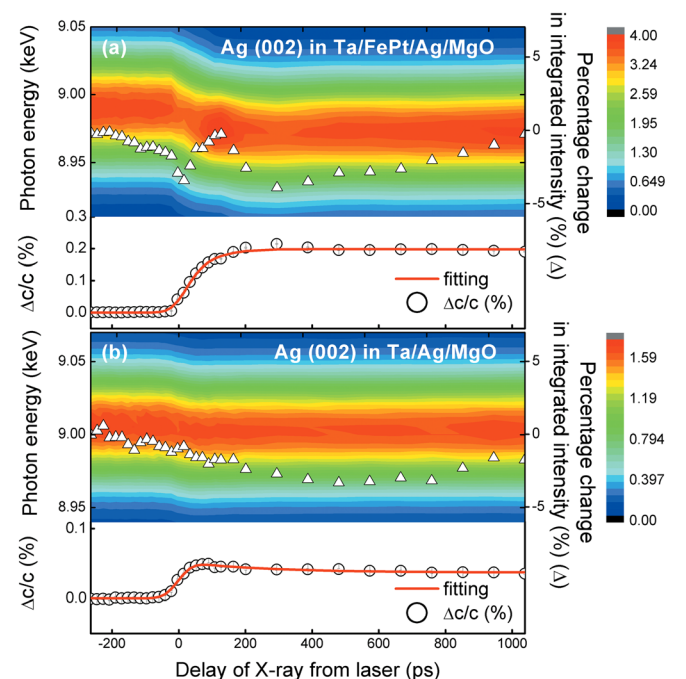 (a) Ag (002) in Ta/FePt/Ag/MgO
9.05
9.00
8.95
0.3
0.2
0.1
0.0
Photon energy (keV)
Δc/c (%)
fitting
Δc/c (%)
5
0
-5
Percentage change
in integrated intensity (%) (Δ)
4.00
3.24
2.59
1.95
1.30
0.649
0.00
(b) Ag (002) in Ta/Ag/MgO
9.05
9.00
8.95
0.1
0.0
Photon energy (keV)
Δc/c (%)
fitting
Δc/c (%)
5
0
-5
Percentage change
in integrated intensity (%) (Δ)
1.59
1.19
0.794
0.397
0.00
-200 0 200 400 600 800 1000
Delay of X-ray from laser (ps)